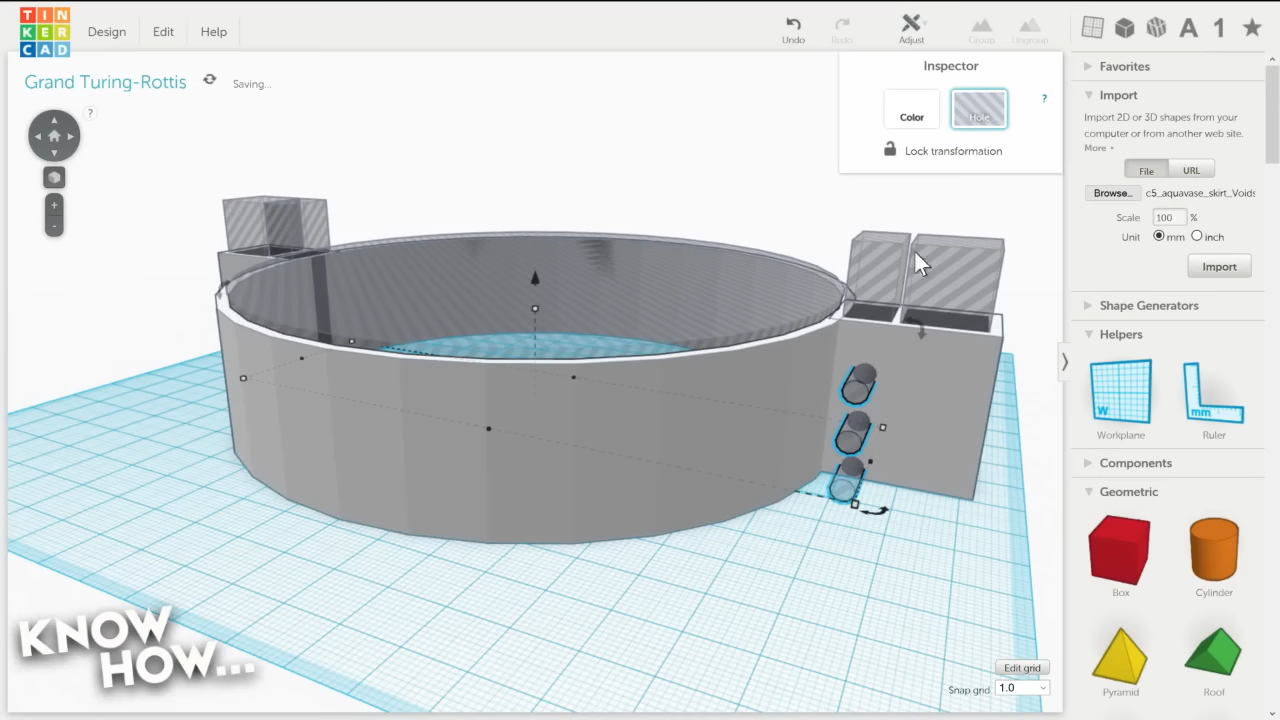 TIN
KER
CAD
Design
Edit
Help
Undo
Redo
Adjust
Group
Ungroup
A 1
Grand Turing-Rottis
Saving...
?
+
-
Inspector
Color
Hole
?
Lock transformation
Favorites
Import
Import 2D or 3D shapes from your
computer or from another web site.
More
File
URL
Browse...
c5_aquavase_skirt_Voids
Scale
100
%
Unit
mm
inch
Import
Shape Generators
Helpers
W
mm
Workplane
Ruler
Components
Geometric
Box
Cylinder
Pyramid
Roof
Edit grid
Snap grid
1.0
KNOW
HOW...